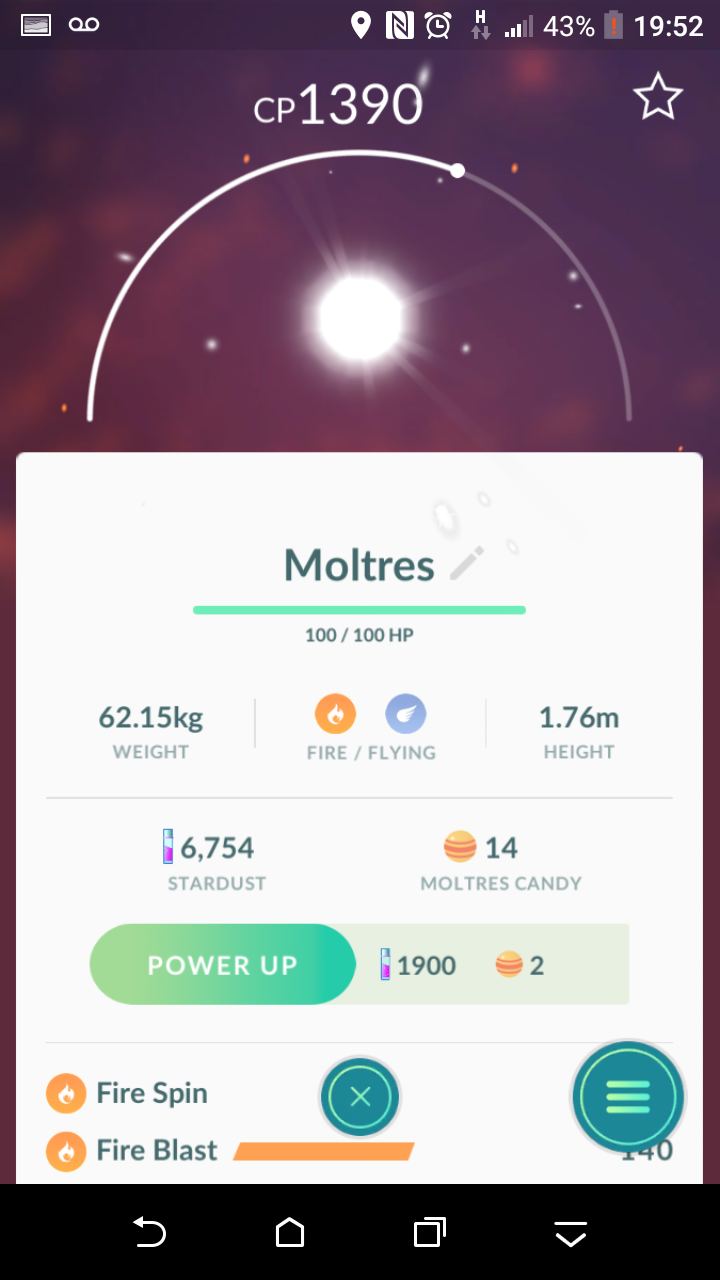 H 43% 19:52
CP1390
Moltres
100 / 100 HP
62.15kg 1.76m
WEIGHT FIRE / FLYING HEIGHT
6,754 14
STARDUST MOLTRES CANDY
POWER UP 1900 2
Fire Spin
Fire Blast 140